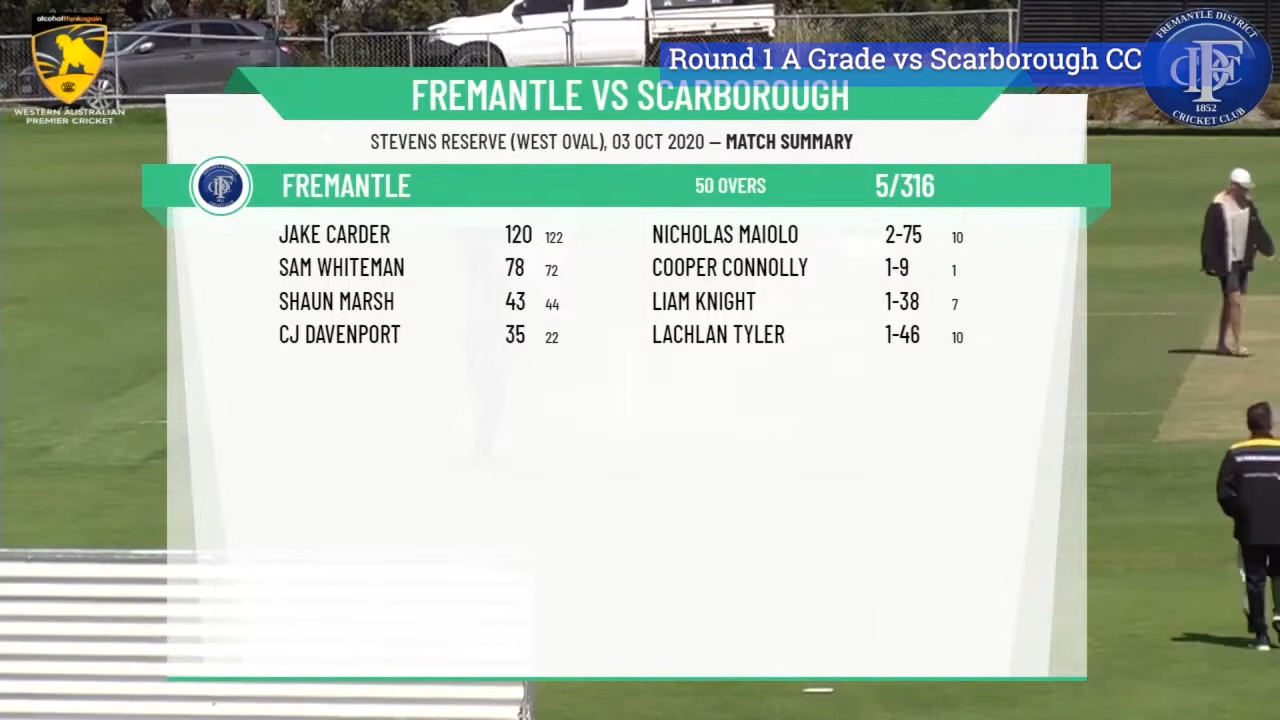 alcoholthinkagain
WESTERN AUSTRALIAN
PREMIER CRICKET
Round 1 A Grade vs Scarborough CC
FREMANTLE DISTRICT
1852
CRICKET CLUB
FREMANTLE VS SCARBOROUGH
STEVENS RESERVE (WEST OVAL), 03 OCT 2020 – MATCH SUMMARY
FREMANTLE 50 OVERS 5/316
JAKE CARDER 120 122 NICHOLAS MAIOLO 2-75 10
SAM WHITEMAN 78 72 COOPER CONNOLLY 1-9 1
SHAUN MARSH 43 44 LIAM KNIGHT 1-38 7
CJ DAVENPORT 35 22 LACHLAN TYLER 1-46 10